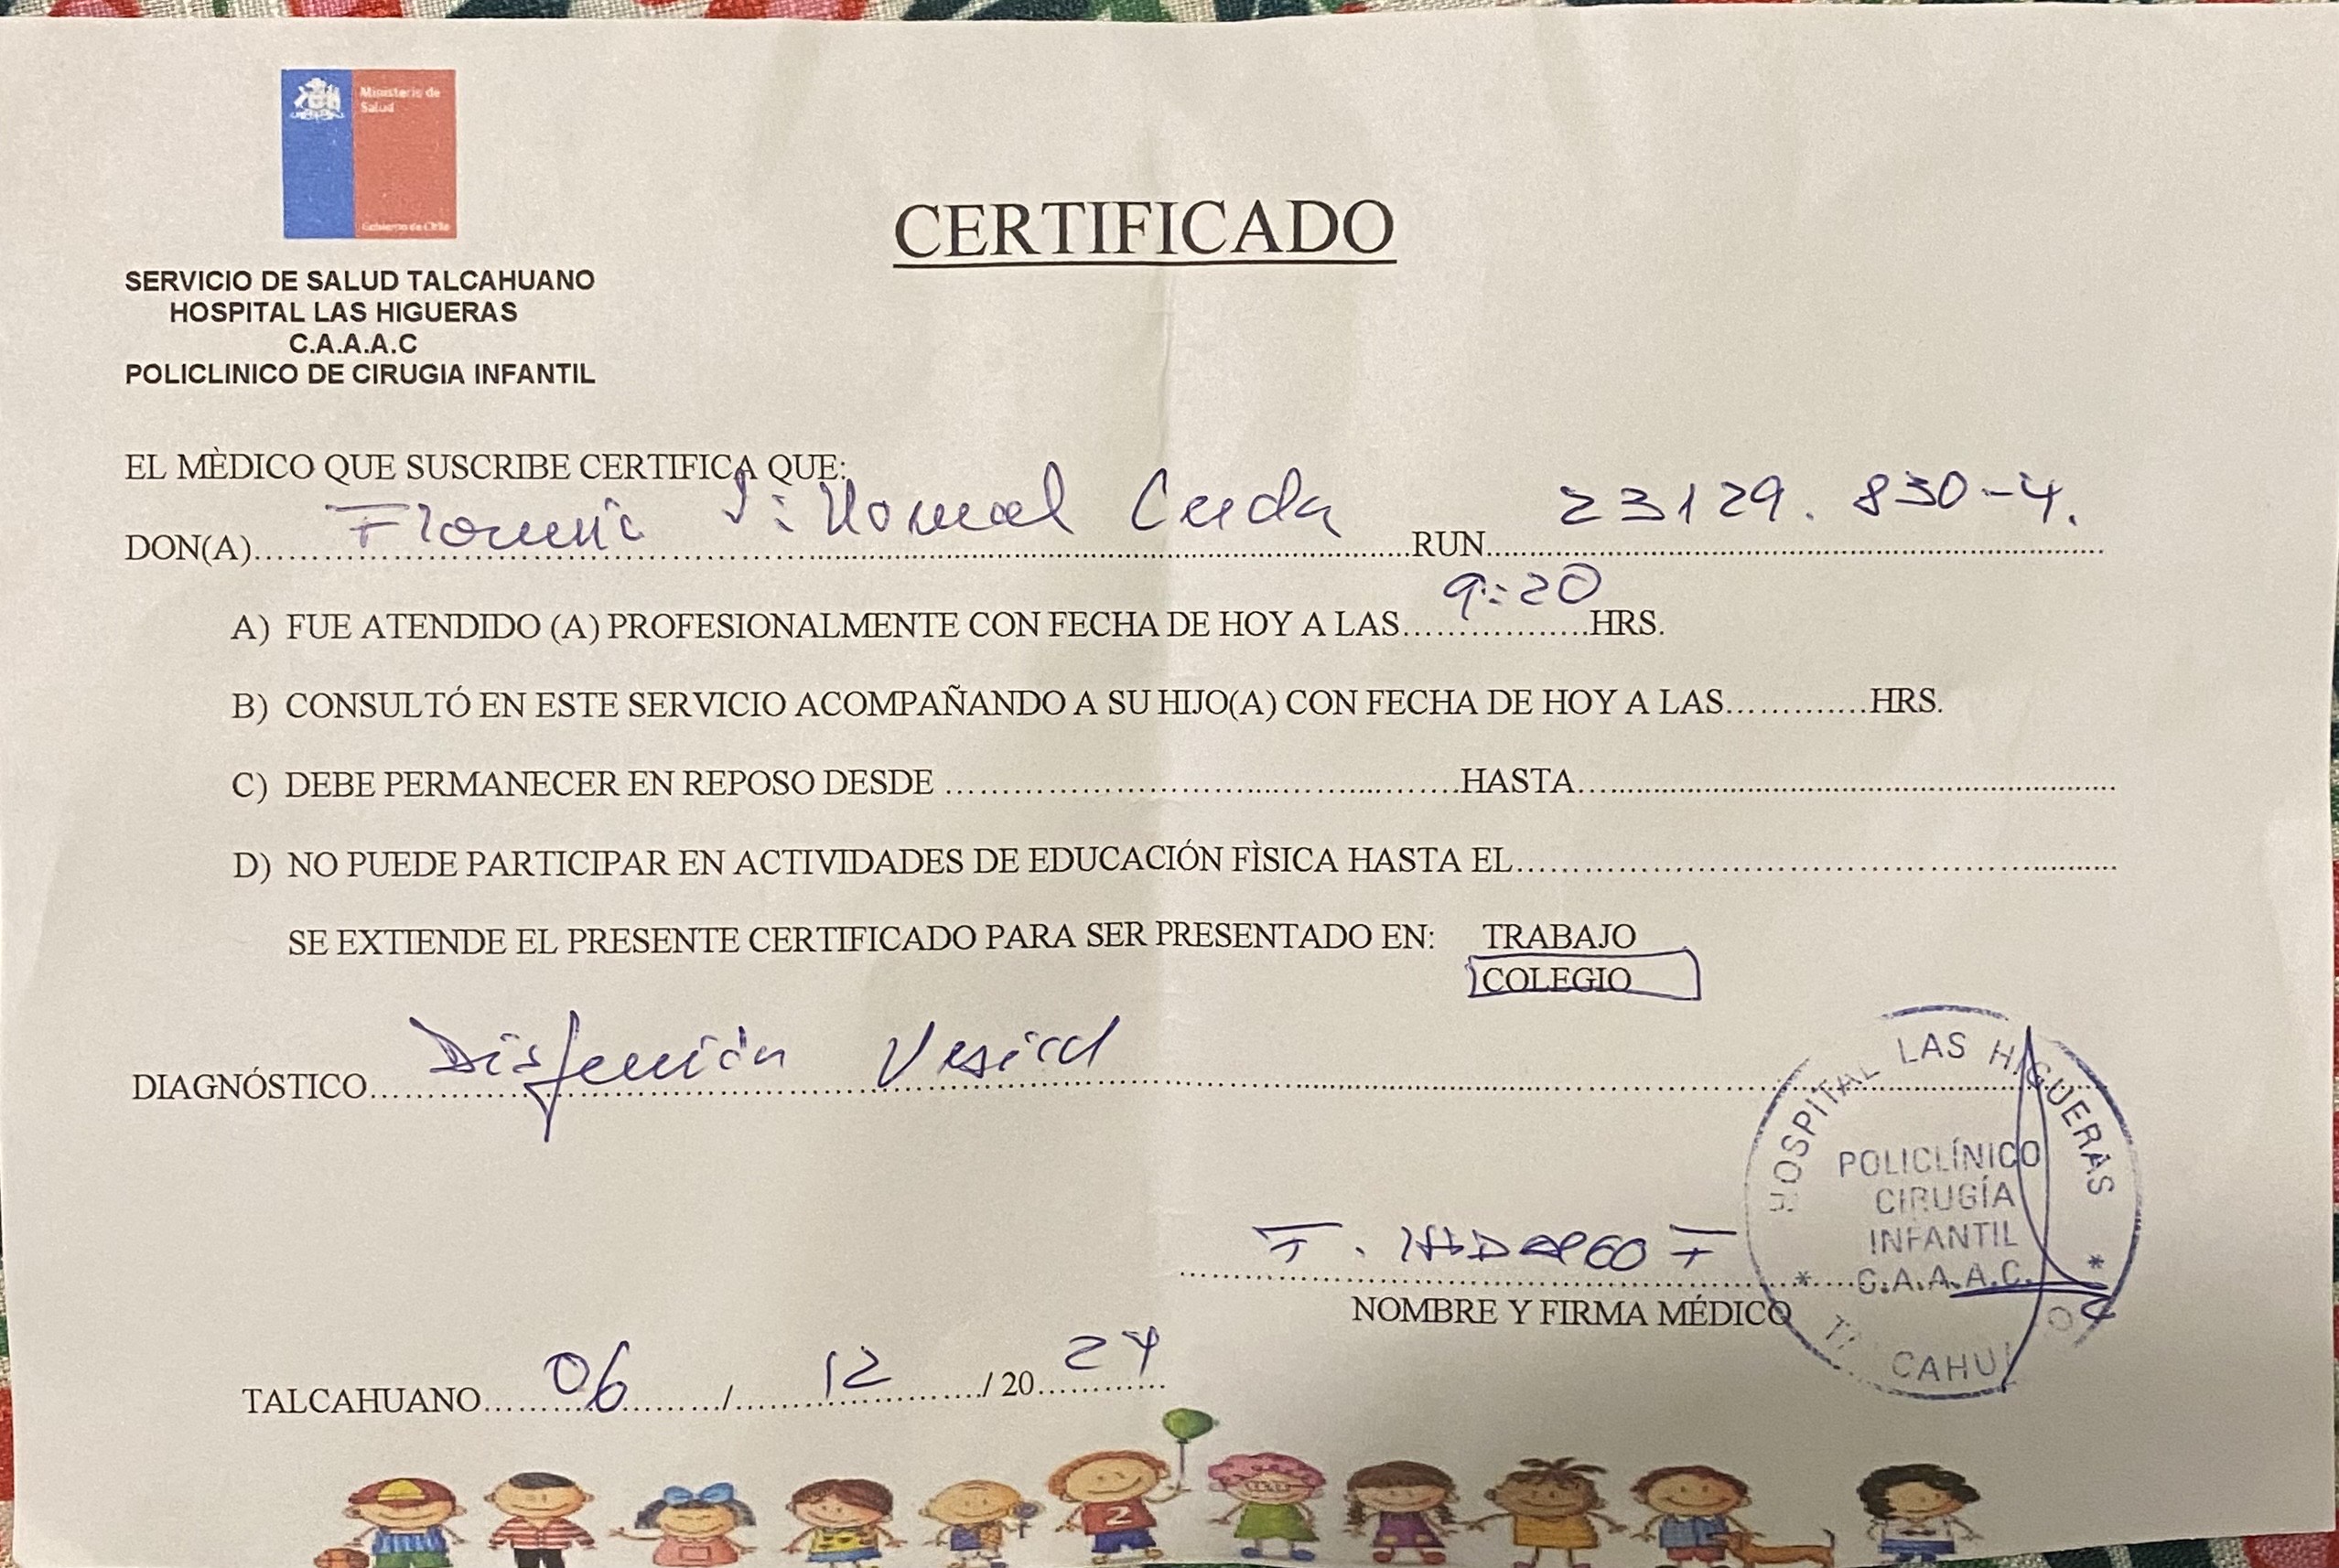 Ministerio de
Salud
Gobierno de Chile
CERTIFICADO
SERVICIO DE SALUD TALCAHUANO
HOSPITAL LAS HIGUERAS
C.A.A.A.C
POLICLINICO DE CIRUGIA INFANTIL
EL MÈDICO QUE SUSCRIBE CERTIFICA QUE:
DON(A) Cerda RUN 23129.830-4.
A) FUE ATENDIDO (A) PROFESIONALMENTE CON FECHA DE HOY A LAS 9:20 HRS.
B) CONSULTÓ EN ESTE SERVICIO ACOMPAÑANDO A SU HIJO(A) CON FECHA DE HOY A LAS.............HRS.
C) DEBE PERMANECER EN REPOSO DESDE ..............................HASTA..............................
D) NO PUEDE PARTICIPAR EN ACTIVIDADES DE EDUCACIÓN FÌSICA HASTA EL..............................
SE EXTIENDE EL PRESENTE CERTIFICADO PARA SER PRESENTADO EN: TRABAJO
COLEGIO
DIAGNÓSTICO Disfunción Vesical
HOSPITAL LAS HIGUERAS
POLICLÍNICO
CIRUGÍA
INFANTIL
* C.A.A.A.C. *
F. F
NOMBRE Y FIRMA MÉDICO
TALCAHUANO 06 / 12 / 20 24
2